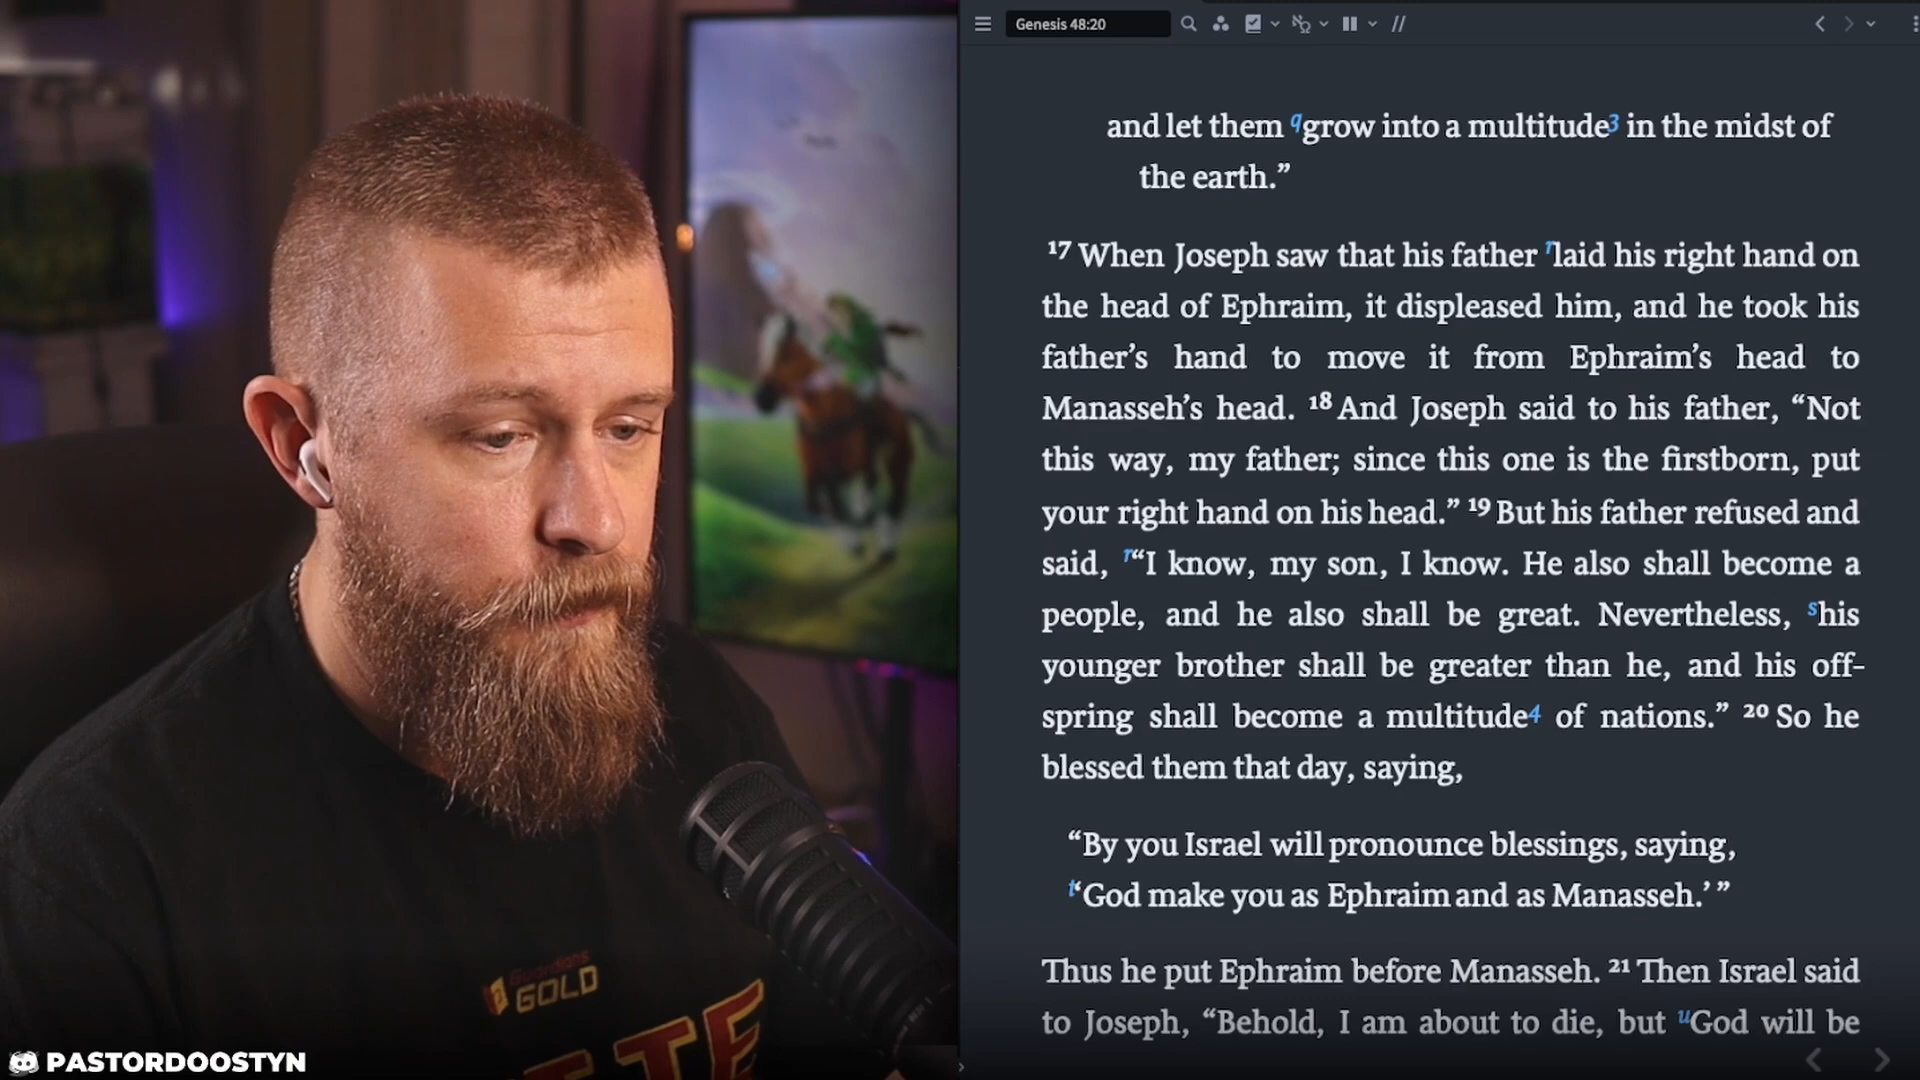 Genesis 48:20
and let them qgrow into a multitude3 in the midst of
the earth.”
17 When Joseph saw that his father rlaid his right hand on
the head of Ephraim, it displeased him, and he took his
father’s hand to move it from Ephraim’s head to
Manasseh’s head. 18 And Joseph said to his father, “Not
this way, my father; since this one is the firstborn, put
your right hand on his head.” 19 But his father refused and
said, r“I know, my son, I know. He also shall become a
people, and he also shall be great. Nevertheless, shis
younger brother shall be greater than he, and his off-
spring shall become a multitude4 of nations.” 20 So he
blessed them that day, saying,
“By you Israel will pronounce blessings, saying,
t‘God make you as Ephraim and as Manasseh.’”
Thus he put Ephraim before Manasseh. 21 Then Israel said
to Joseph, “Behold, I am about to die, but uGod will be
Guardians
GOLD
PASTORDOOSTYN